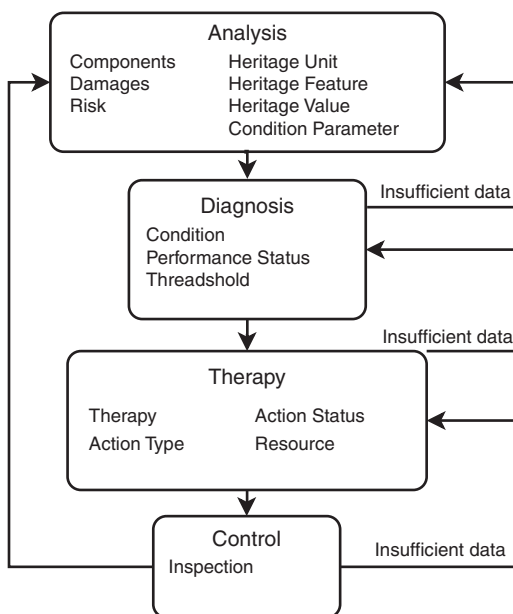 Analysis
Components
Damages
Risk
Heritage Unit
Heritage Feature
Heritage Value
Condition Parameter
Insufficient data
Diagnosis
Condition
Performance Status
Threadshold
Insufficient data
Therapy
Therapy
Action Type
Action Status
Resource
Control
Inspection
Insufficient data